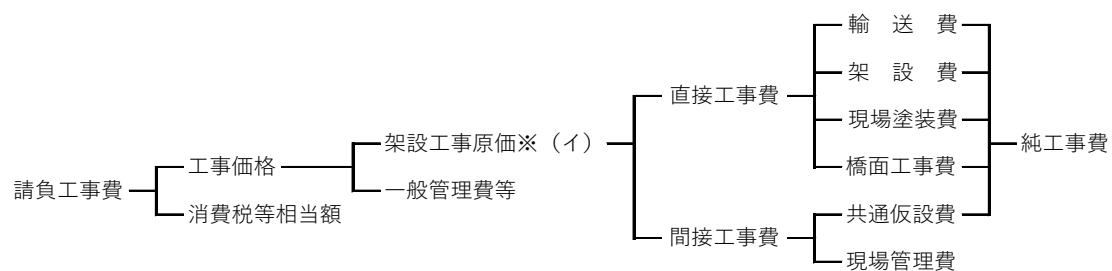 輸送費
架設費
直接工事費
現場塗装費
架設工事原価※（イ）
純工事費
工事価格
橋面工事費
請負工事費
一般管理費等
消費税等相当額
共通仮設費
間接工事費
現場管理費